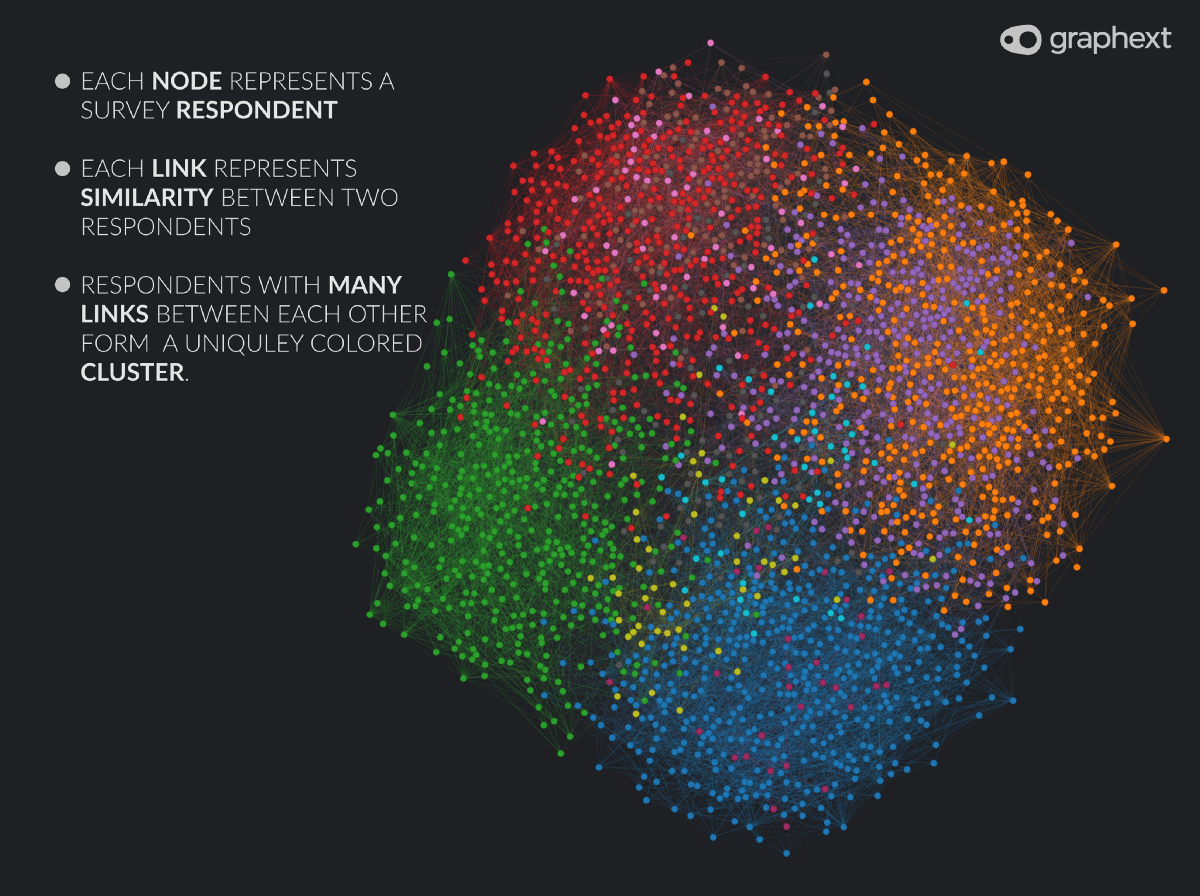 graphext
EACH NODE REPRESENTS A
SURVEY RESPONDENT
EACH LINK REPRESENTS
SIMILARITY BETWEEN TWO
RESPONDENTS
RESPONDENTS WITH MANY
LINKS BETWEEN EACH OTHER
FORM A UNIQULEY COLORED
CLUSTER.